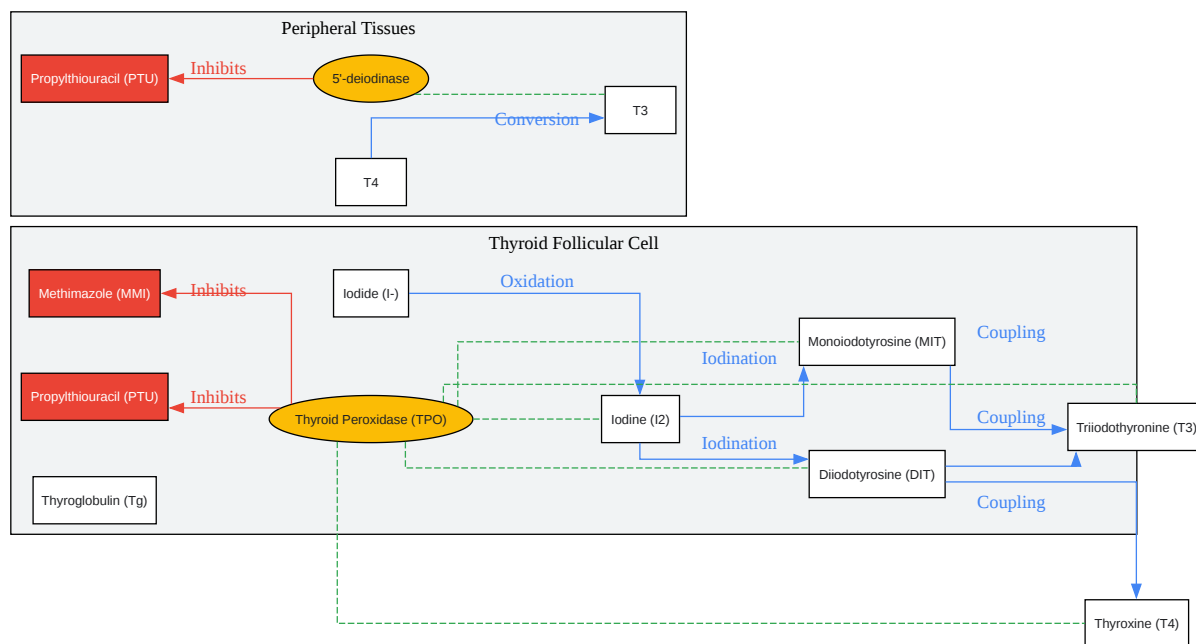 Peripheral Tissues
Propylthiouracil (PTU)
Inhibits
5'-deiodinase
T3
Conversion
T4
Thyroid Follicular Cell
Methimazole (MMI)
Inhibits
Iodide (I-)
Oxidation
Monoiodotyrosine (MIT)
Coupling
Iodination
Propylthiouracil (PTU)
Inhibits
Thyroid Peroxidase (TPO)
Iodine (I2)
Coupling
Triiodothyronine (T3)
Iodination
Diiodotyrosine (DIT)
Thyroglobulin (Tg)
Coupling
Thyroxine (T4)